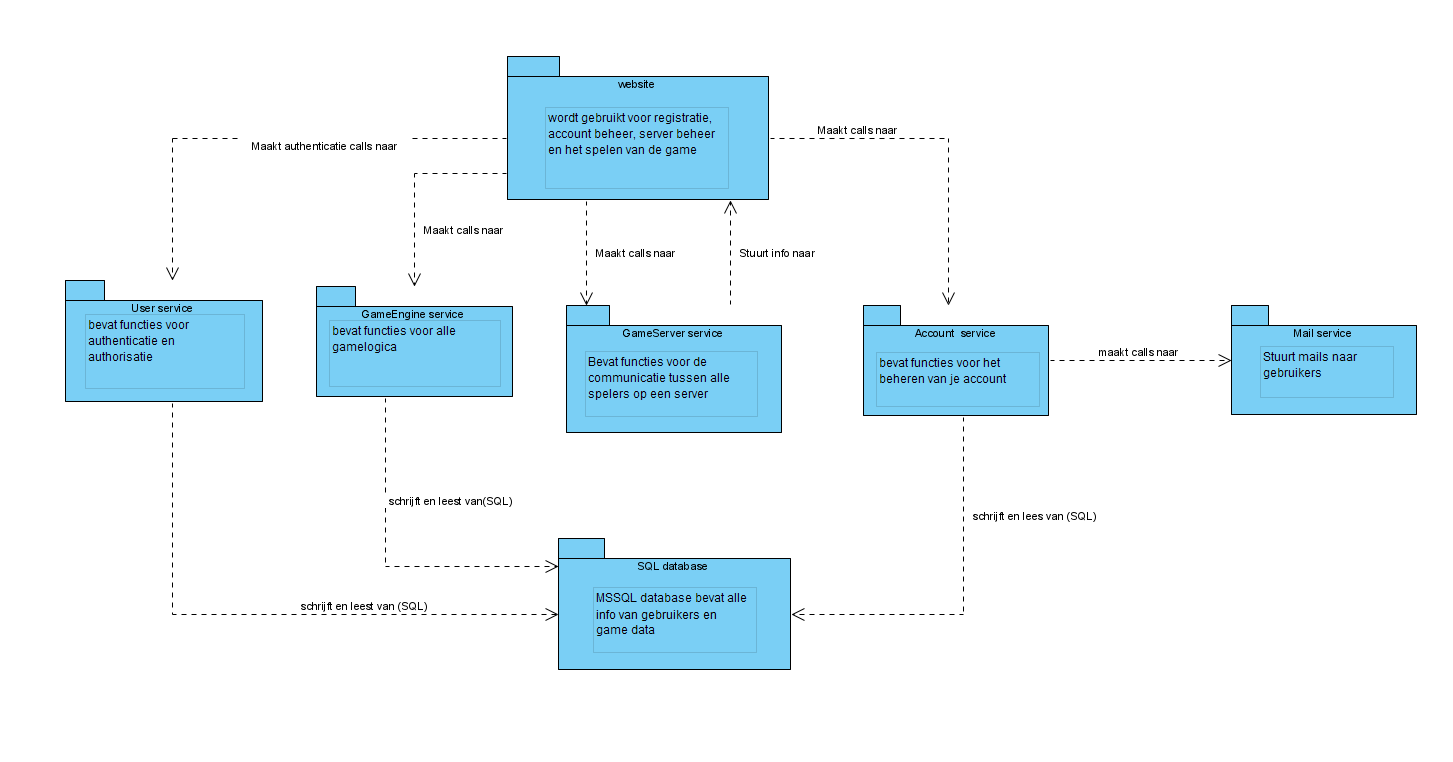 website
wordt gebruikt voor registratie,
account beheer, server beheer
en het spelen van de game
Maakt authenticatie calls naar
Maakt calls naar
Maakt calls naar
Maakt calls naar
Stuurt info naar
User service
bevat functies voor
authenticatie en
authorisatie
GameEngine service
bevat functies voor alle
gamelogica
GameServer service
Bevat functies voor de
communicatie tussen alle
spelers op een server
Account service
bevat functies voor het
beheren van je account
maakt calls naar
Mail service
Stuurt mails naar
gebruikers
schrijft en leest van(SQL)
schrijft en lees van (SQL)
schrijft en leest van (SQL)
SQL database
MSSQL database bevat alle
info van gebruikers en
game data